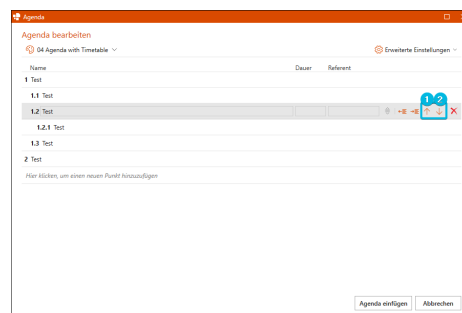 Agenda
Agenda bearbeiten
04 Agenda with Timetable
Erweiterte Einstellungen
Name Dauer Referent
1 Test
1.1 Test
1 2
1.2 Test
1.2.1 Test
1.3 Test
2 Test
Hier klicken, um einen neuen Punkt hinzuzufügen
Agenda einfügen Abbrechen